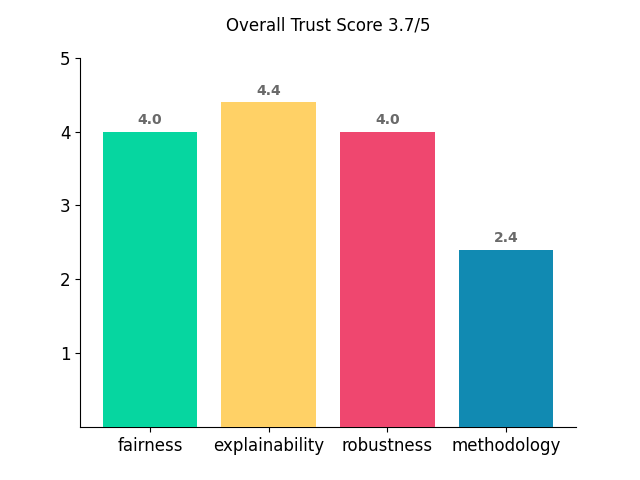 Overall Trust Score 3.7/5
5
4
3
2
1
4.0
4.4
4.0
2.4
fairness
explainability
robustness
methodology